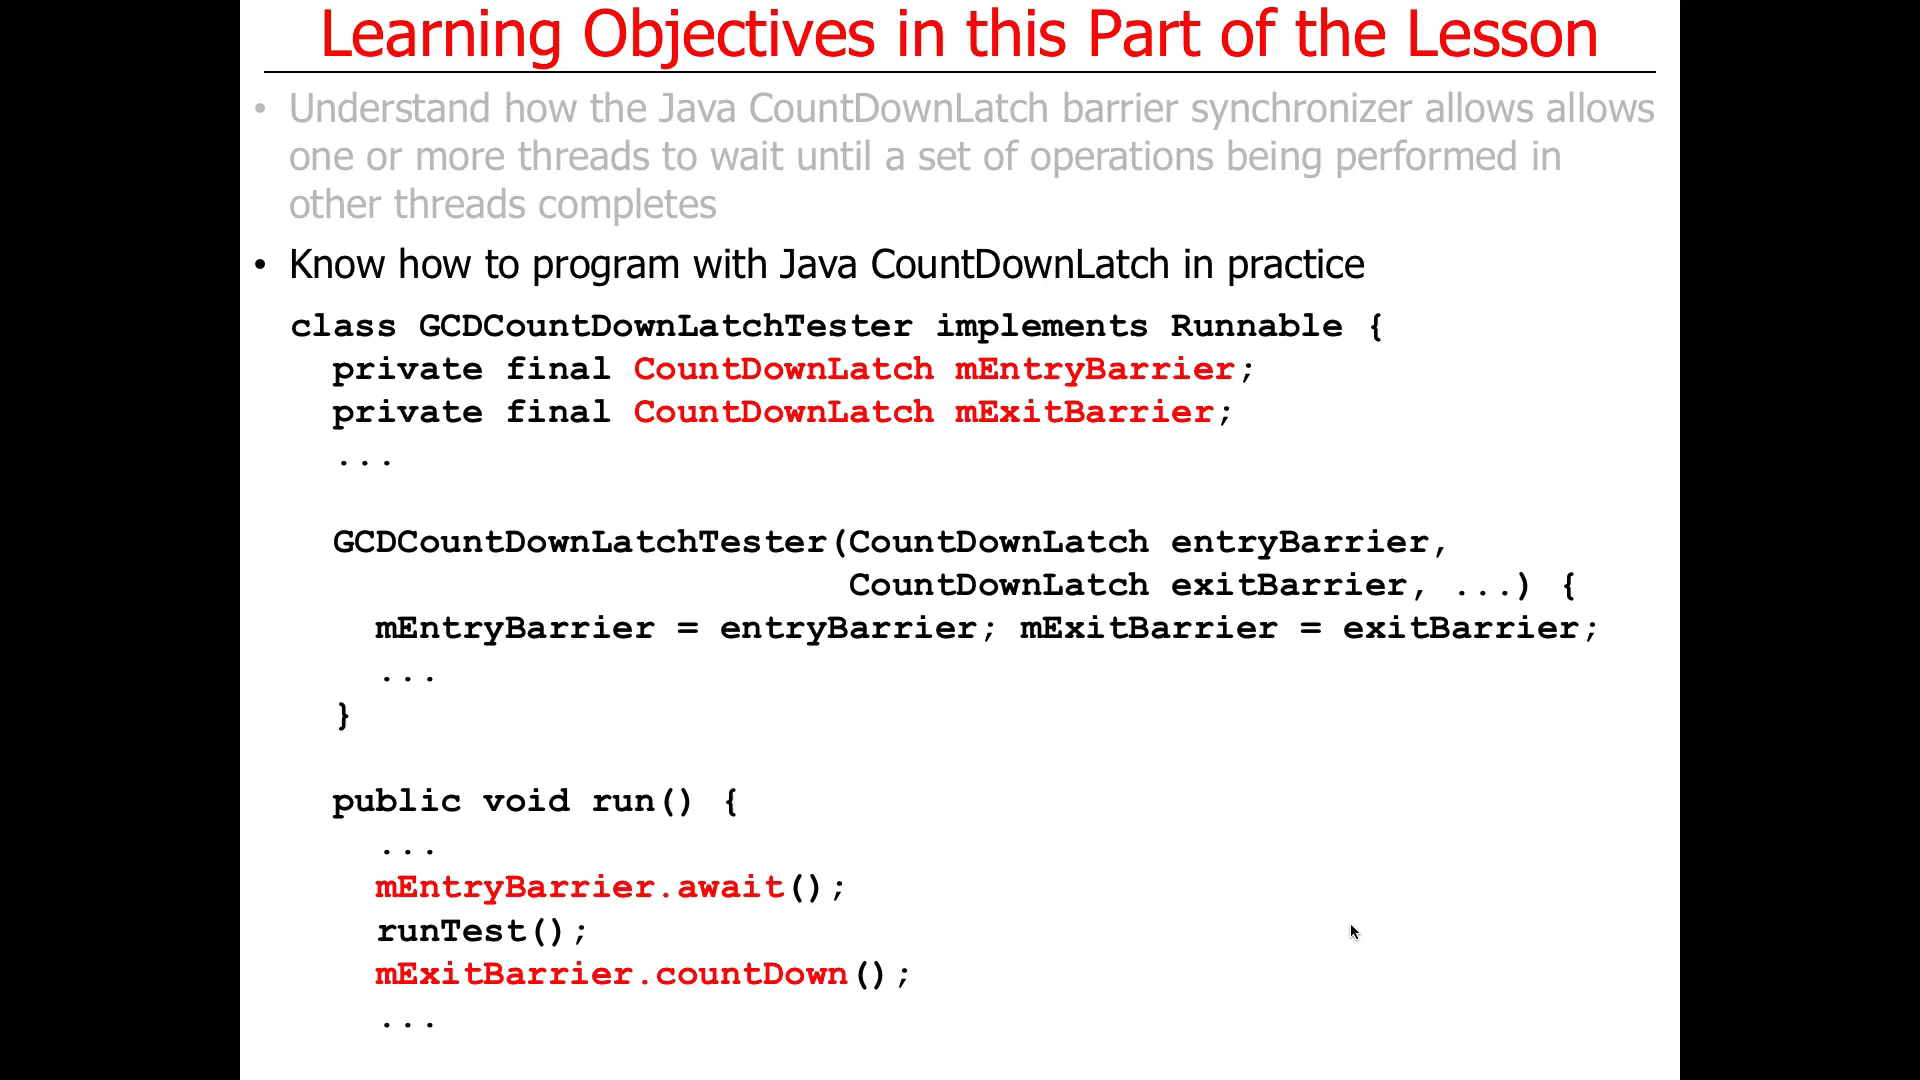 Learning Objectives in this Part of the Lesson
• Understand how the Java CountDownLatch barrier synchronizer allows allows
one or more threads to wait until a set of operations being performed in
other threads completes
• Know how to program with Java CountDownLatch in practice
class GCDCountDownLatchTester implements Runnable {
private final CountDownLatch mEntryBarrier;
private final CountDownLatch mExitBarrier;
...
GCDCountDownLatchTester(CountDownLatch entryBarrier,
CountDownLatch exitBarrier, ...) {
mEntryBarrier = entryBarrier; mExitBarrier = exitBarrier;
...
}
public void run() {
...
mEntryBarrier.await();
runTest();
mExitBarrier.countDown();
...